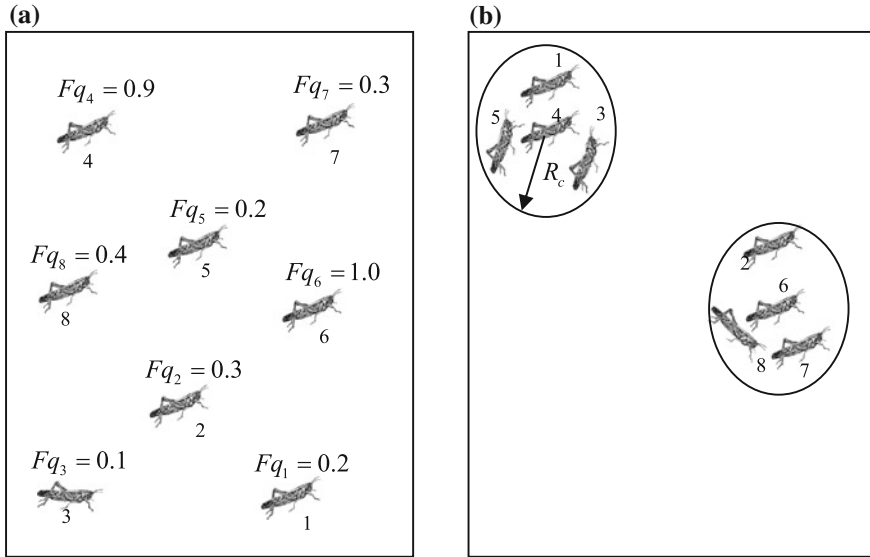 (a)
Fq₄ = 0.9
4
Fq₇ = 0.3
7
Fq₅ = 0.2
5
Fq₈ = 0.4
8
Fq₆ = 1.0
6
Fq₂ = 0.3
2
Fq₃ = 0.1
3
Fq₁ = 0.2
1
(b)
1
5
4
3
R_c
2
6
8
7